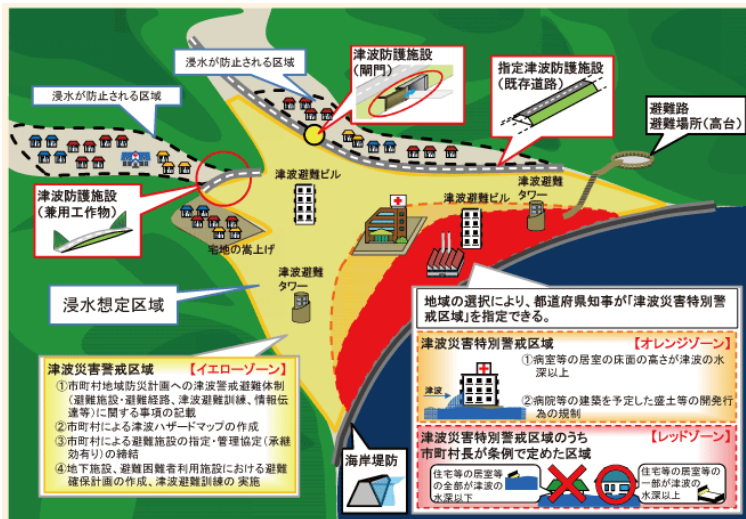 浸水が防止される区域
浸水が防止される区域
津波防護施設
（閘門）
指定津波防護施設
（既存道路）
避難路
避難場所（高台）
津波防護施設
（兼用工作物）
津波避難ビル
津波避難ビル
津波避難
タワー
宅地の嵩上げ
津波避難
タワー
浸水想定区域
地域の選択により、都道府県知事が「津波災害特別警
戒区域」を指定できる。
津波災害警戒区域 【イエローゾーン】
①市町村地域防災計画への津波警戒避難体制
（避難施設・避難経路、津波避難訓練、情報伝
達等）に関する事項の記載
②市町村による津波ハザードマップの作成
③市町村による避難施設の指定・管理協定（承継
効有り）の締結
④地下施設、避難困難者利用施設における避難
確保計画の作成、津波避難訓練の 実施
海岸堤防
津波災害特別警戒区域 【オレンジゾーン】
①病室等の居室の床面の高さが津波の水
深以上
津波
②病院等の建築を予定した盛土等の開発行
為の規制
津波災害特別警戒区域のうち 【レッドゾーン】
市町村長が条例で定めた区域
住宅等の居室等
の全部が津波の
水深以下
住宅等の居室等の
一部が津波の
水深以上